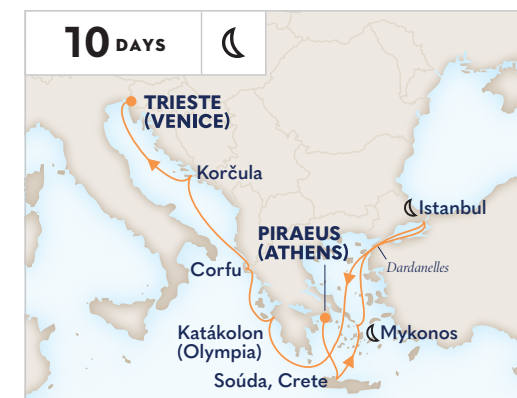 10 DAYS
TRIESTE
(VENICE)
Korčula
Istanbul
PIRAEUS
(ATHENS)
Dardanelles
Corfu
Katákolon
(Olympia)
Mykonos
Soúda, Crete